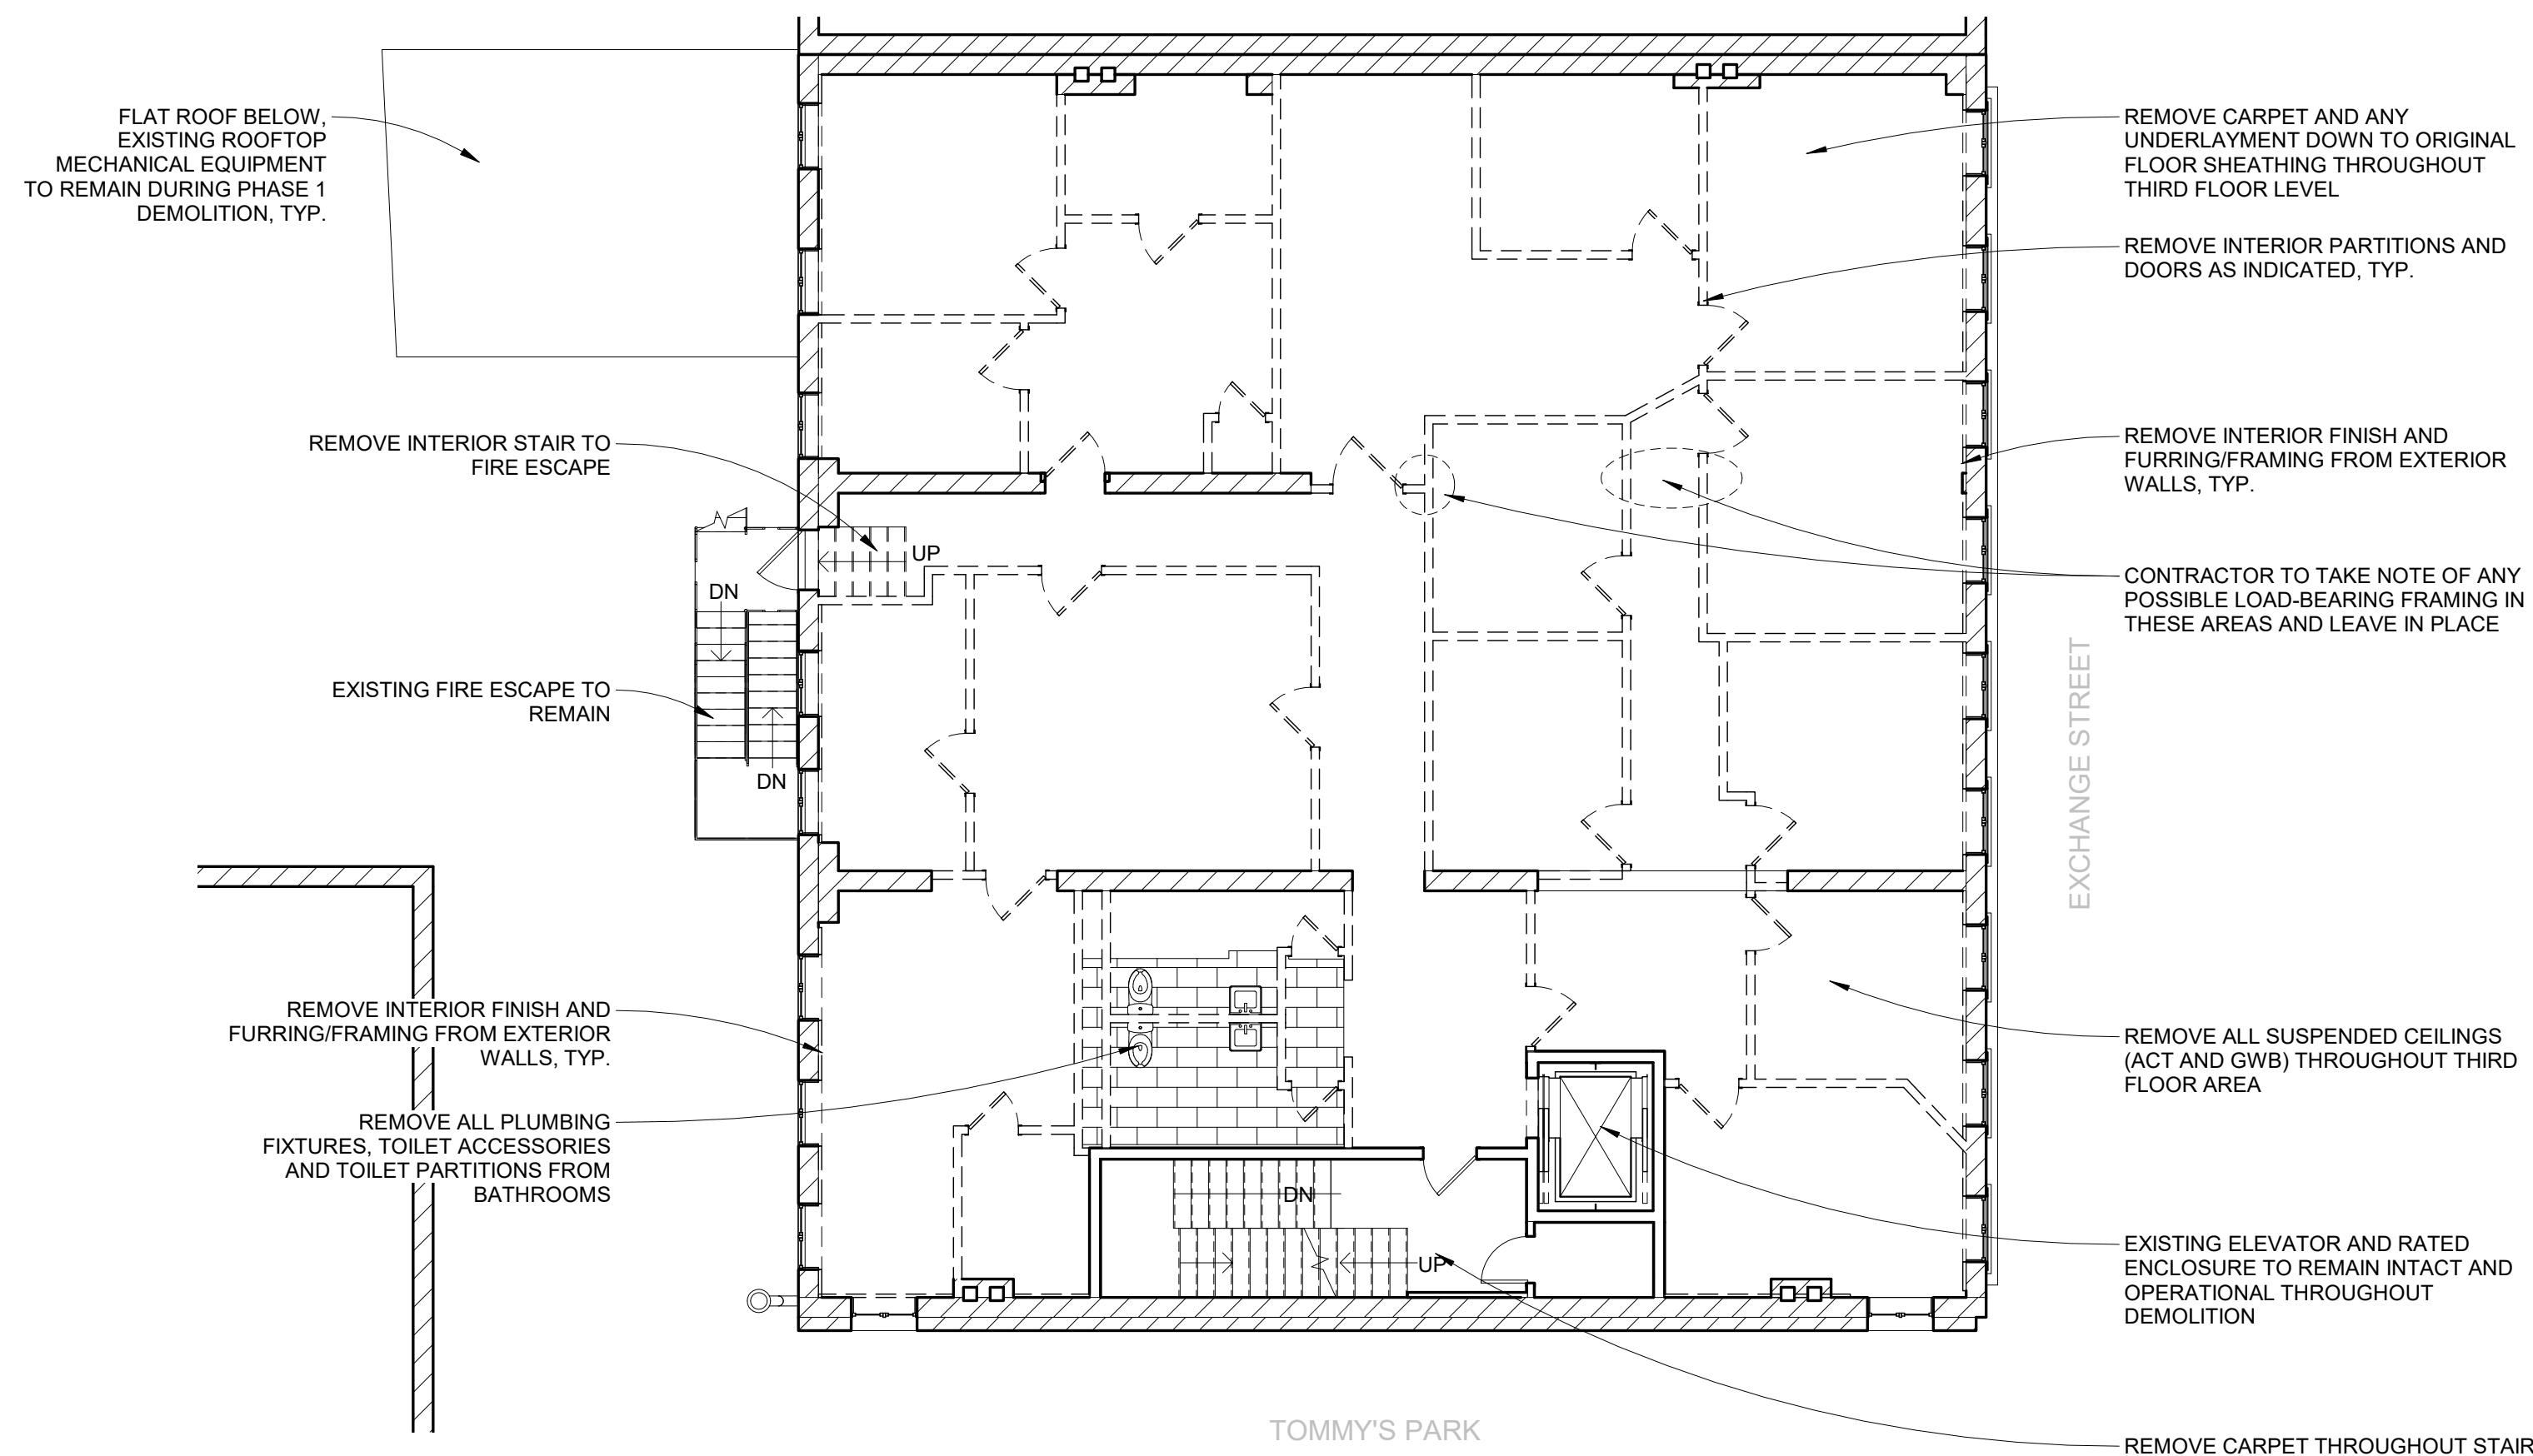 FLAT ROOF BELOW,
EXISTING ROOFTOP
MECHANICAL EQUIPMENT
TO REMAIN DURING PHASE 1
DEMOLITION, TYP.
REMOVE INTERIOR STAIR TO
FIRE ESCAPE
EXISTING FIRE ESCAPE TO
REMAIN
REMOVE INTERIOR FINISH AND
FURRING/FRAMING FROM EXTERIOR
WALLS, TYP.
REMOVE ALL PLUMBING
FIXTURES, TOILET ACCESSORIES
AND TOILET PARTITIONS FROM
BATHROOMS
UP
DN
DN
DN
UP
REMOVE CARPET AND ANY
UNDERLAYMENT DOWN TO ORIGINAL
FLOOR SHEATHING THROUGHOUT
THIRD FLOOR LEVEL
REMOVE INTERIOR PARTITIONS AND
DOORS AS INDICATED, TYP.
REMOVE INTERIOR FINISH AND
FURRING/FRAMING FROM EXTERIOR
WALLS, TYP.
CONTRACTOR TO TAKE NOTE OF ANY
POSSIBLE LOAD-BEARING FRAMING IN
THESE AREAS AND LEAVE IN PLACE
EXCHANGE STREET
REMOVE ALL SUSPENDED CEILINGS
(ACT AND GWB) THROUGHOUT THIRD
FLOOR AREA
EXISTING ELEVATOR AND RATED
ENCLOSURE TO REMAIN INTACT AND
OPERATIONAL THROUGHOUT
DEMOLITION
REMOVE CARPET THROUGHOUT STAIR
TOMMY'S PARK